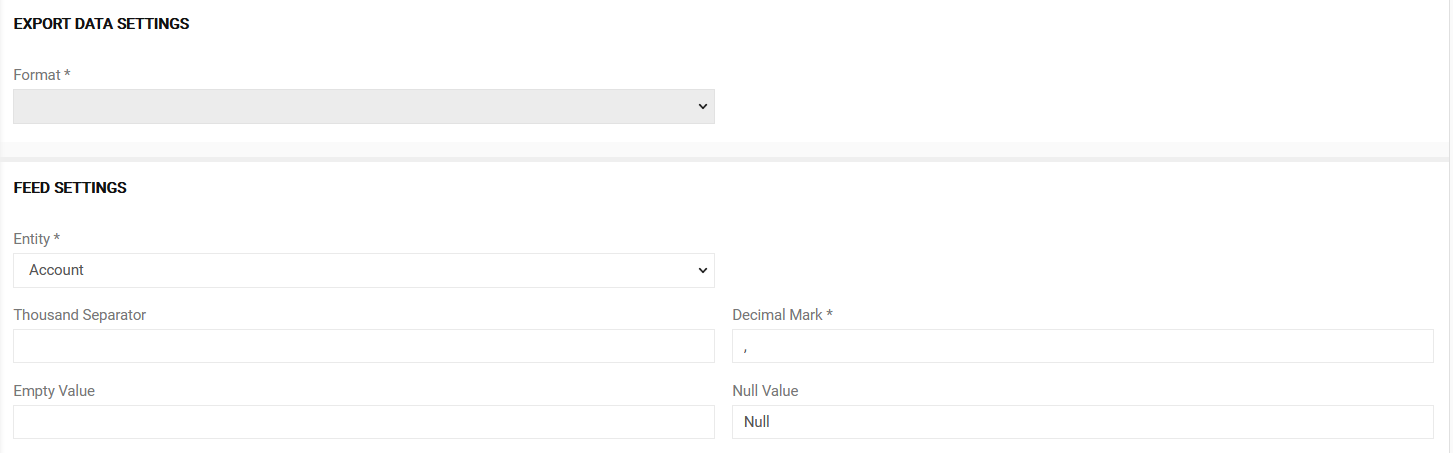 EXPORT DATA SETTINGS
Format *
FEED SETTINGS
Entity *
Account
Thousand Separator
Decimal Mark *
,
Empty Value
Null Value
Null